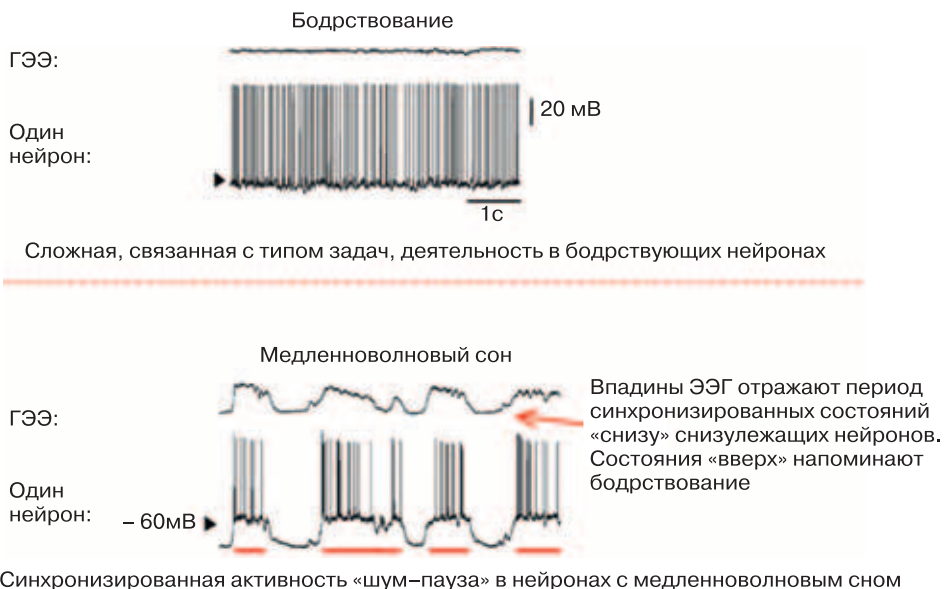 Бодрствование
ГЭЭ:
20 мВ
Один
нейрон:
1с
Сложная, связанная с типом задач, деятельность в бодрствующих нейронах
Медленноволновый сон
ГЭЭ:
Впадины ЭЭГ отражают период
синхронизированных состояний
«снизу» снизулежащих нейронов.
Состояния «вверх» напоминают
бодрствование
Один
нейрон:
– 60мВ
Синхронизированная активность «шум–пауза» в нейронах с медленноволновым сном